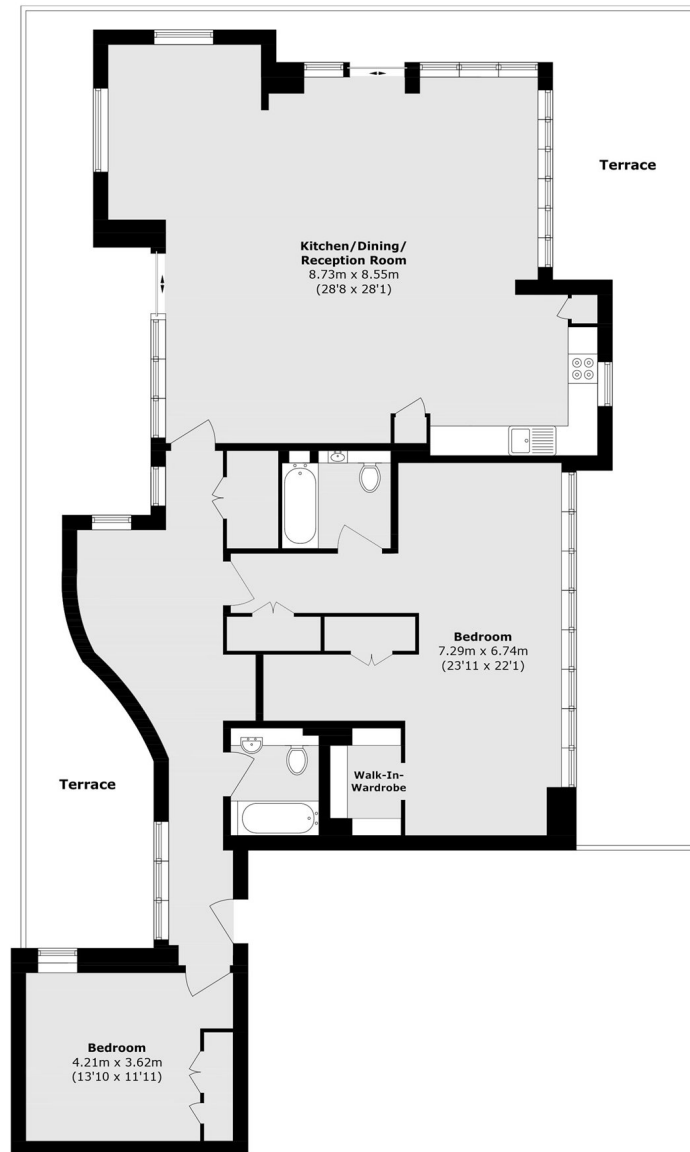 Terrace
Kitchen/Dining/
Reception Room
8.73m x 8.55m
(28'8 x 28'1)
Bedroom
7.29m x 6.74m
(23'11 x 22'1)
Walk-In-
Wardrobe
Terrace
Bedroom
4.21m x 3.62m
(13'10 x 11'11)